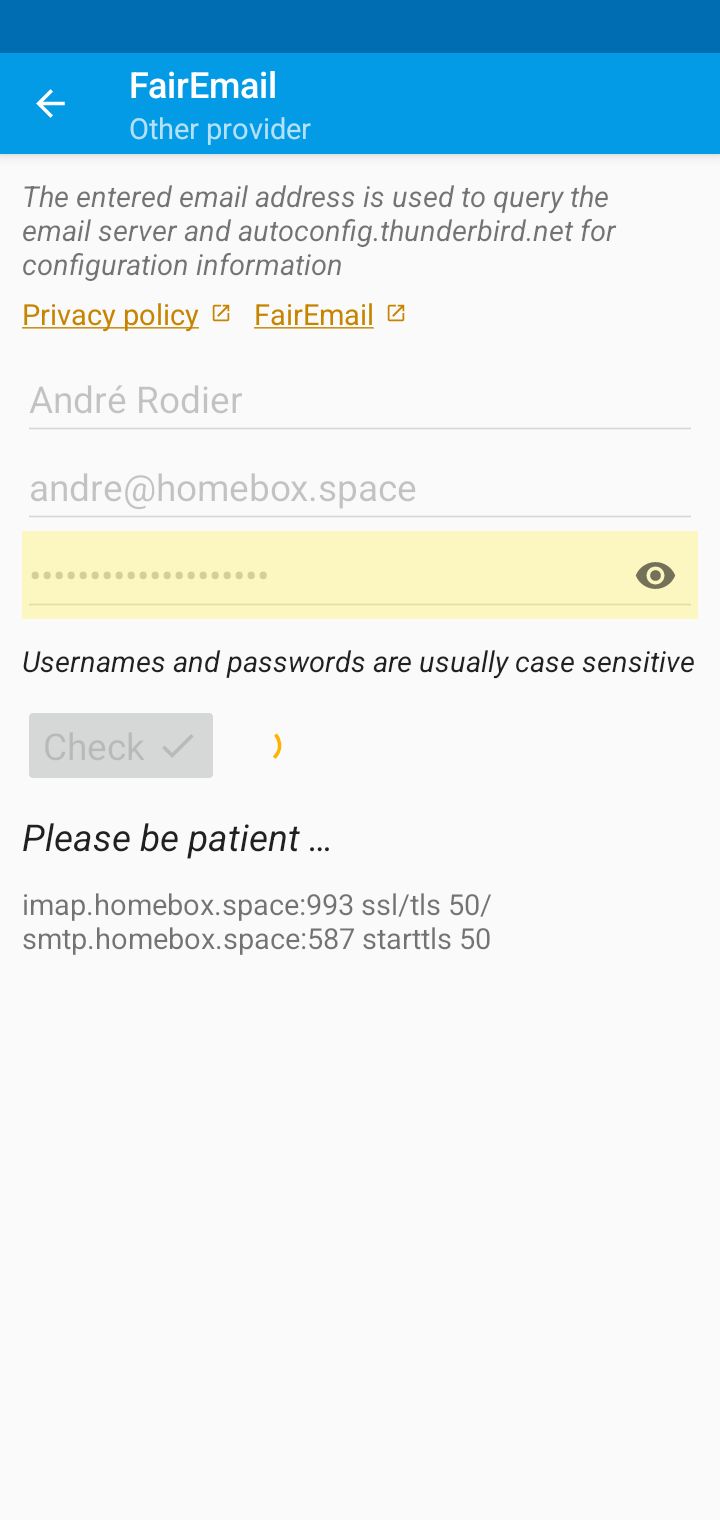 FairEmail
Other provider
The entered email address is used to query the
email server and autoconfig.thunderbird.net for
configuration information
Privacy policy FairEmail
André Rodier
andre@homebox.space
••••••••••••••••••••
Usernames and passwords are usually case sensitive
Check
Please be patient …
imap.homebox.space:993 ssl/tls 50/
smtp.homebox.space:587 starttls 50